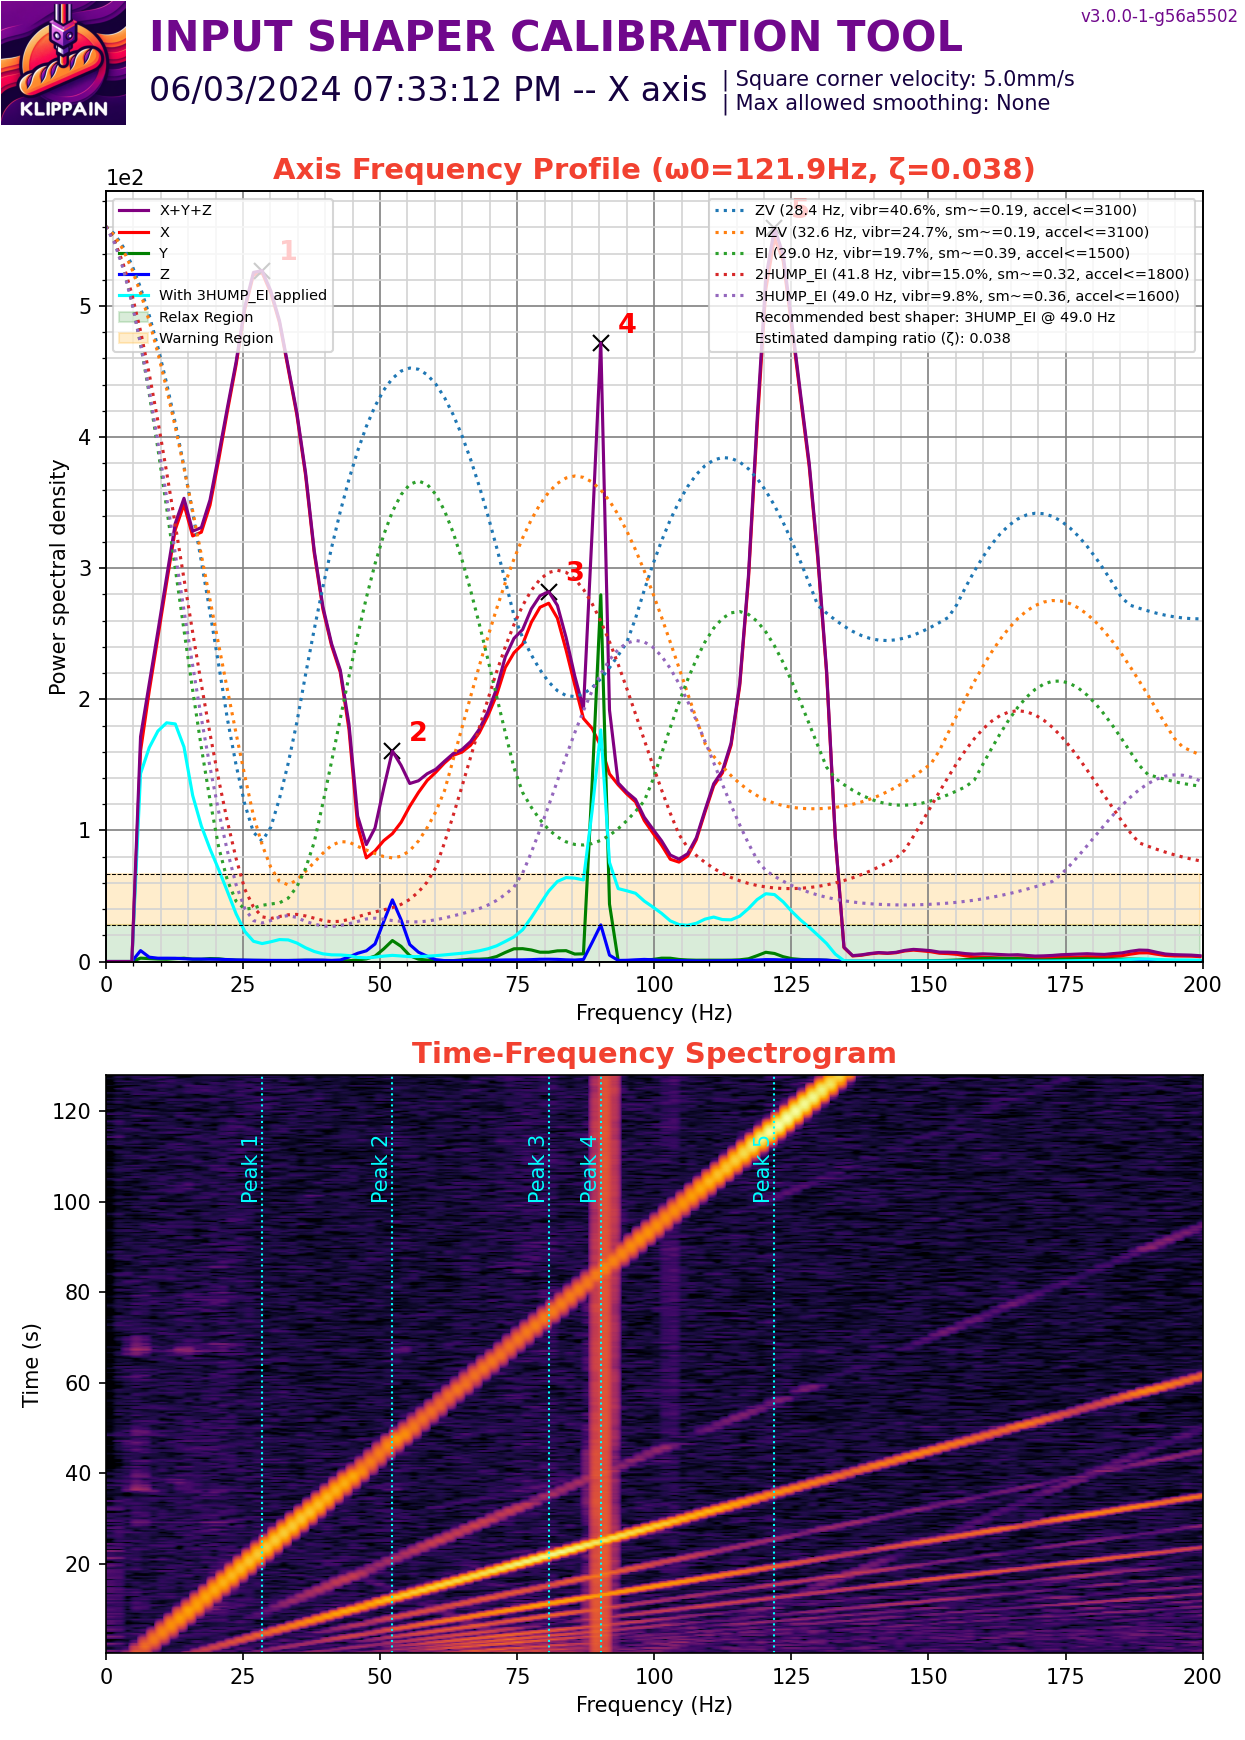 v3.0.0-1-g56a5502
INPUT SHAPER CALIBRATION TOOL
06/03/2024 07:33:12 PM -- X axis
| Square corner velocity: 5.0mm/s
| Max allowed smoothing: None
KLIPPAIN
Axis Frequency Profile (ω0=121.9Hz, ζ=0.038)
1e2
X+Y+Z
X
Y
Z
With 3HUMP_EI applied
Relax Region
Warning Region
ZV (28.4 Hz, vibr=40.6%, sm~=0.19, accel<=3100)
MZV (32.6 Hz, vibr=24.7%, sm~=0.19, accel<=3100)
EI (29.0 Hz, vibr=19.7%, sm~=0.39, accel<=1500)
2HUMP_EI (41.8 Hz, vibr=15.0%, sm~=0.32, accel<=1800)
3HUMP_EI (49.0 Hz, vibr=9.8%, sm~=0.36, accel<=1600)
Recommended best shaper: 3HUMP_EI @ 49.0 Hz
Estimated damping ratio (ζ): 0.038
1
2
3
4
5
Power spectral density
5
4
3
2
1
0
0 25 50 75 100 125 150 175 200
Frequency (Hz)
Time-Frequency Spectrogram
Peak 1
Peak 2
Peak 3
Peak 4
Peak 5
Time (s)
120
100
80
60
40
20
0 25 50 75 100 125 150 175 200
Frequency (Hz)